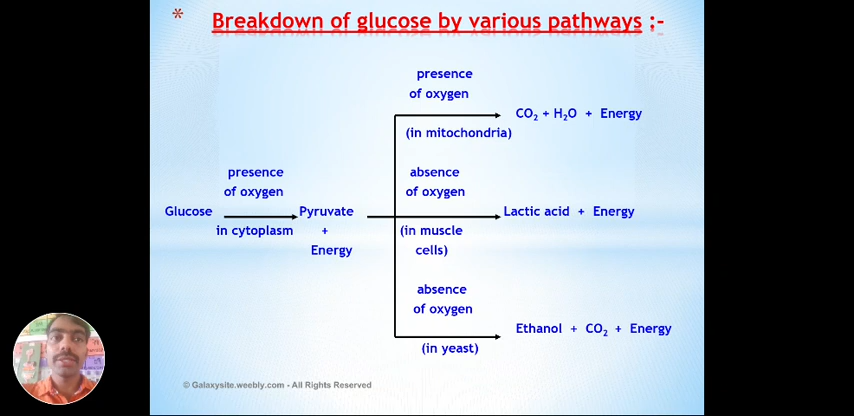 * Breakdown of glucose by various pathways :-
presence
of oxygen
CO₂ + H₂O + Energy
(in mitochondria)
presence
of oxygen
absence
of oxygen
Glucose
Pyruvate
Lactic acid + Energy
in cytoplasm
+
Energy
(in muscle
cells)
absence
of oxygen
Ethanol + CO₂ + Energy
(in yeast)
© Galaxysite.weebly.com - All Rights Reserved